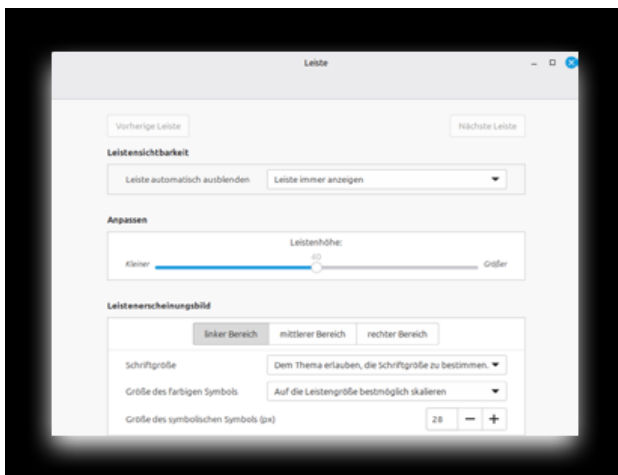 Leiste
Vorherige Leiste
Nächste Leiste
Leistensichtbarkeit
Leiste automatisch ausblenden Leiste immer anzeigen
Anpassen
Leistenhöhe:
40
Kleiner Größer
Leistenerscheinungsbild
linker Bereich mittlerer Bereich rechter Bereich
Schriftgröße Dem Thema erlauben, die Schriftgröße zu bestimmen.
Größe des farbigen Symbols Auf die Leistengröße bestmöglich skalieren
Größe des symbolischen Symbols (px) 28